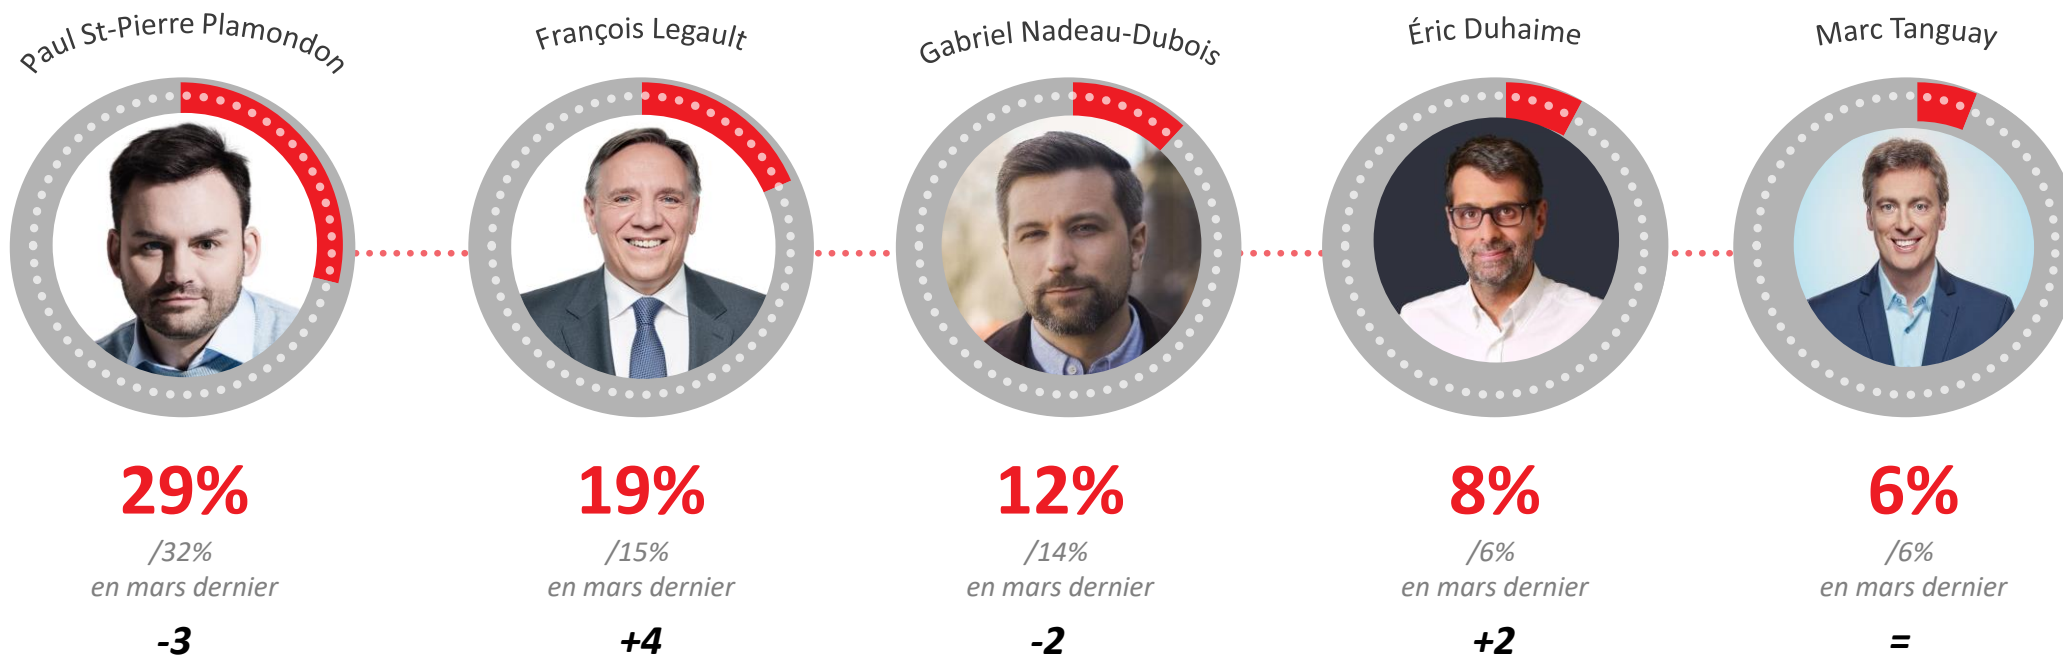 Paul St-Pierre Plamondon
François Legault
Gabriel Nadeau-Dubois
Éric Duhaime
Marc Tanguay
29%
19%
12%
8%
6%
/32%
/15%
/14%
/6%
/6%
en mars dernier
en mars dernier
en mars dernier
en mars dernier
en mars dernier
-3
+4
-2
+2
=